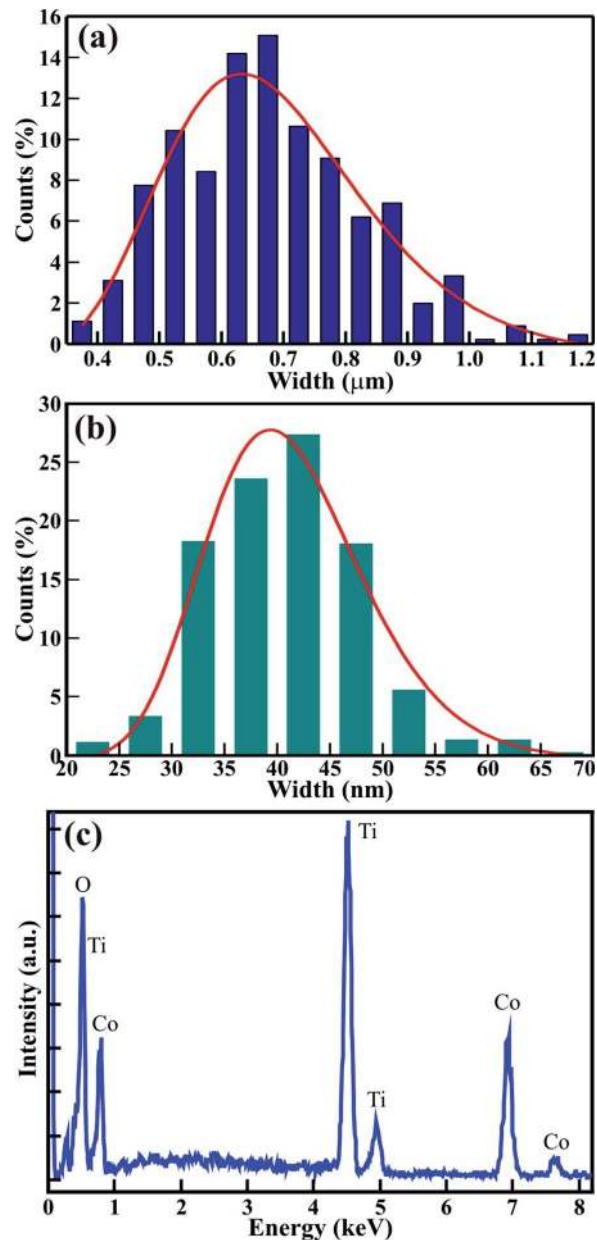 (a)
Counts (%)
16
14
12
10
8
6
4
2
0
0.4 0.5 0.6 0.7 0.8 0.9 1.0 1.1 1.2
Width (μm)
(b)
Counts (%)
30
25
20
15
10
5
0
20 25 30 35 40 45 50 55 60 65 70
Width (nm)
(c)
Intensity (a.u.)
O
Ti
Co
Ti
Ti
Co
Co
0 1 2 3 4 5 6 7 8
Energy (keV)